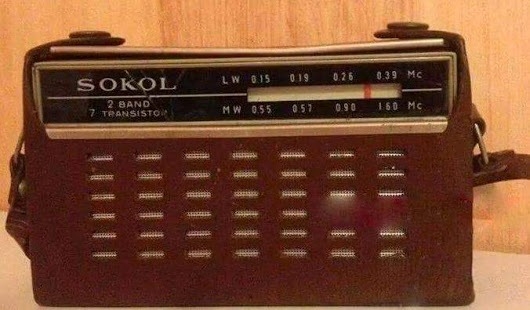 SOKOL
2 BAND
7 TRANSISTOR
LW 0.15 0.19 0.26 0.39 Mc
MW 0.55 0.57 0.90 1.60 Mc